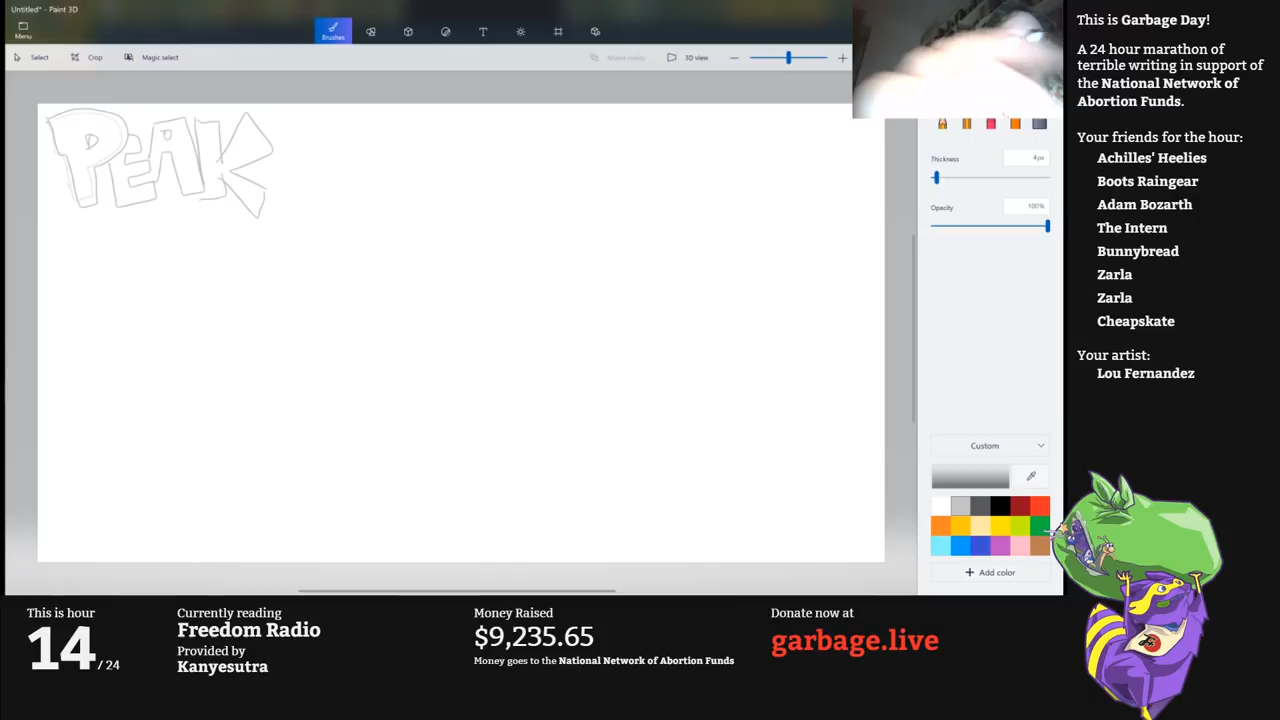 Untitled* - Paint 3D
Menu
Brushes
Select
Crop
Magic select
Mixed reality
3D view
PEAK
Thickness
4px
Opacity
100%
Custom
Add color
This is Garbage Day!
A 24 hour marathon of
terrible writing in support of
the National Network of
Abortion Funds.
Your friends for the hour:
Achilles' Heelies
Boots Raingear
Adam Bozarth
The Intern
Bunnybread
Zarla
Zarla
Cheapskate
Your artist:
Lou Fernandez
This is hour
14 / 24
Currently reading
Freedom Radio
Provided by
Kanyesutra
Money Raised
$9,235.65
Money goes to the National Network of Abortion Funds
Donate now at
garbage.live